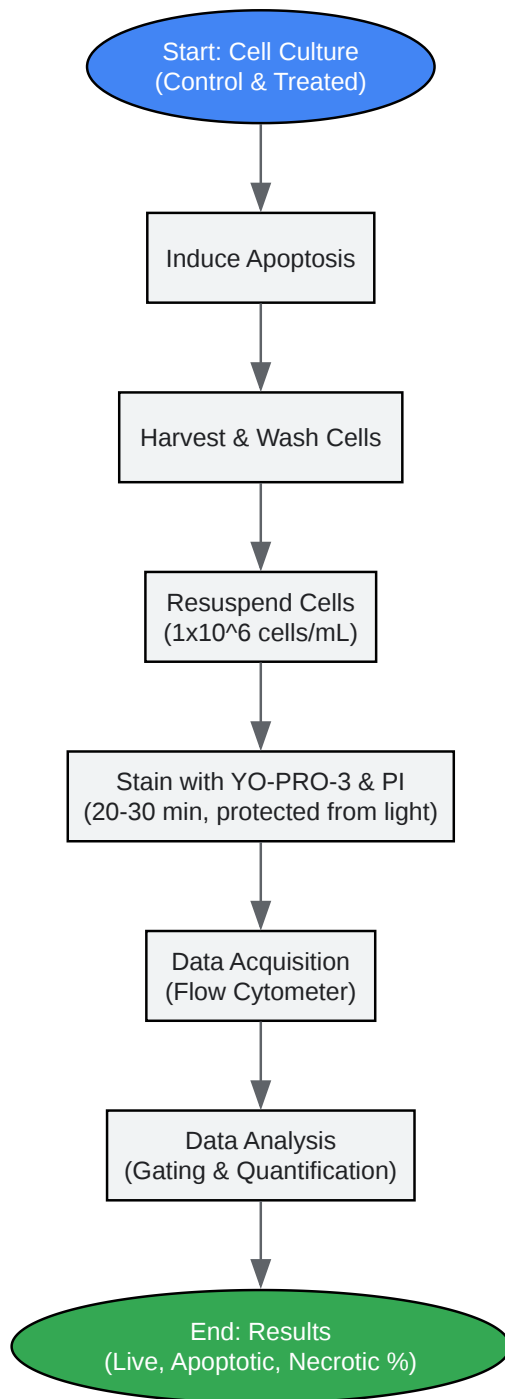 Start: Cell Culture
(Control & Treated)
Induce Apoptosis
Harvest & Wash Cells
Resuspend Cells
(1x10^6 cells/mL)
Stain with YO-PRO-3 & PI
(20-30 min, protected from light)
Data Acquisition
(Flow Cytometer)
Data Analysis
(Gating & Quantification)
End: Results
(Live, Apoptotic, Necrotic %)